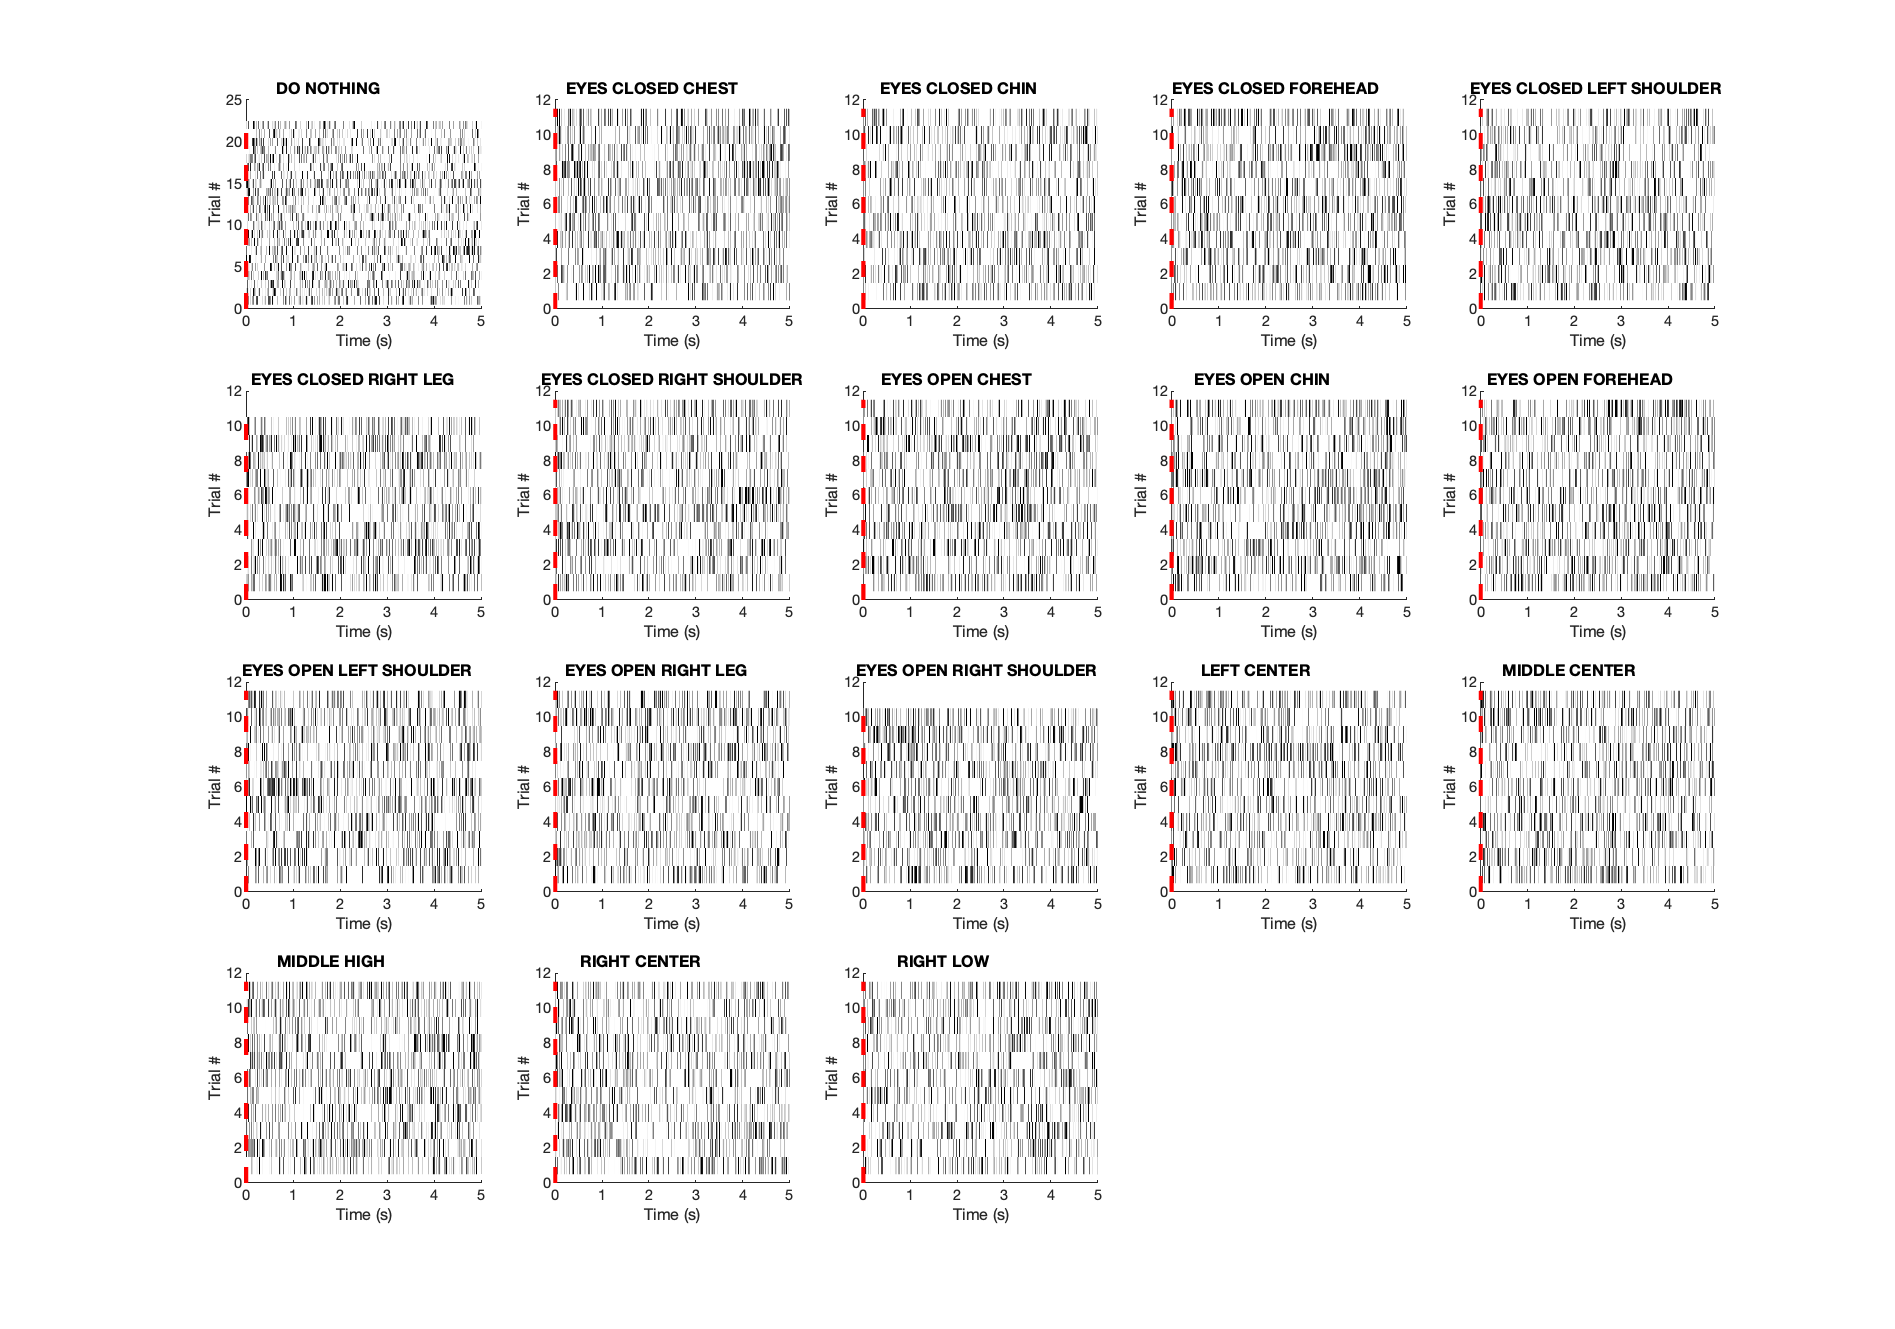 DO NOTHING
25
20
15
10
5
0
Trial #
0 1 2 3 4 5
Time (s)
EYES CLOSED CHEST
12
10
8
6
4
2
0
Trial #
0 1 2 3 4 5
Time (s)
EYES CLOSED CHIN
12
10
8
6
4
2
0
Trial #
0 1 2 3 4 5
Time (s)
EYES CLOSED FOREHEAD
12
10
8
6
4
2
0
Trial #
0 1 2 3 4 5
Time (s)
EYES CLOSED LEFT SHOULDER
12
10
8
6
4
2
0
Trial #
0 1 2 3 4 5
Time (s)
EYES CLOSED RIGHT LEG
12
10
8
6
4
2
0
Trial #
0 1 2 3 4 5
Time (s)
EYES CLOSED RIGHT SHOULDER
12
10
8
6
4
2
0
Trial #
0 1 2 3 4 5
Time (s)
EYES OPEN CHEST
12
10
8
6
4
2
0
Trial #
0 1 2 3 4 5
Time (s)
EYES OPEN CHIN
12
10
8
6
4
2
0
Trial #
0 1 2 3 4 5
Time (s)
EYES OPEN FOREHEAD
12
10
8
6
4
2
0
Trial #
0 1 2 3 4 5
Time (s)
EYES OPEN LEFT SHOULDER
12
10
8
6
4
2
0
Trial #
0 1 2 3 4 5
Time (s)
EYES OPEN RIGHT LEG
12
10
8
6
4
2
0
Trial #
0 1 2 3 4 5
Time (s)
EYES OPEN RIGHT SHOULDER
12
10
8
6
4
2
0
Trial #
0 1 2 3 4 5
Time (s)
LEFT CENTER
12
10
8
6
4
2
0
Trial #
0 1 2 3 4 5
Time (s)
MIDDLE CENTER
12
10
8
6
4
2
0
Trial #
0 1 2 3 4 5
Time (s)
MIDDLE HIGH
12
10
8
6
4
2
0
Trial #
0 1 2 3 4 5
Time (s)
RIGHT CENTER
12
10
8
6
4
2
0
Trial #
0 1 2 3 4 5
Time (s)
RIGHT LOW
12
10
8
6
4
2
0
Trial #
0 1 2 3 4 5
Time (s)